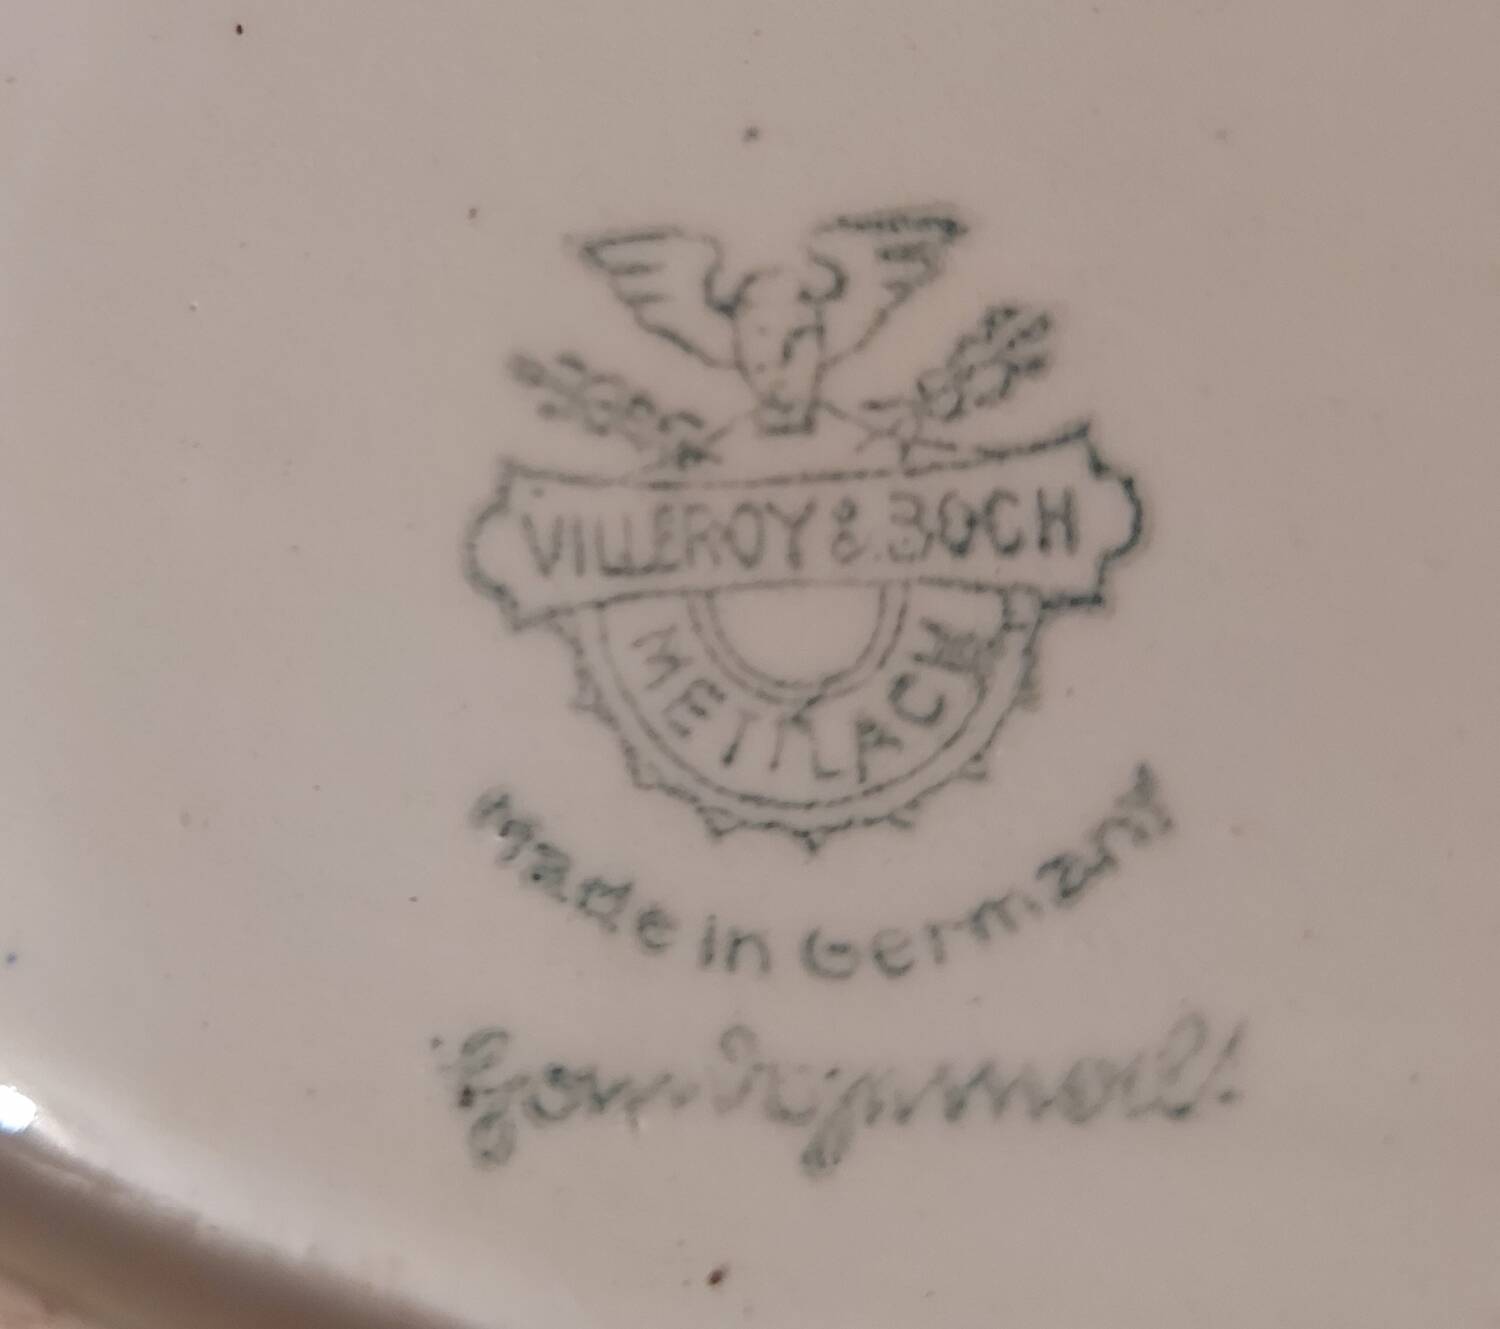 VILLEROY & BOCH
METTLACH
Made in Germany